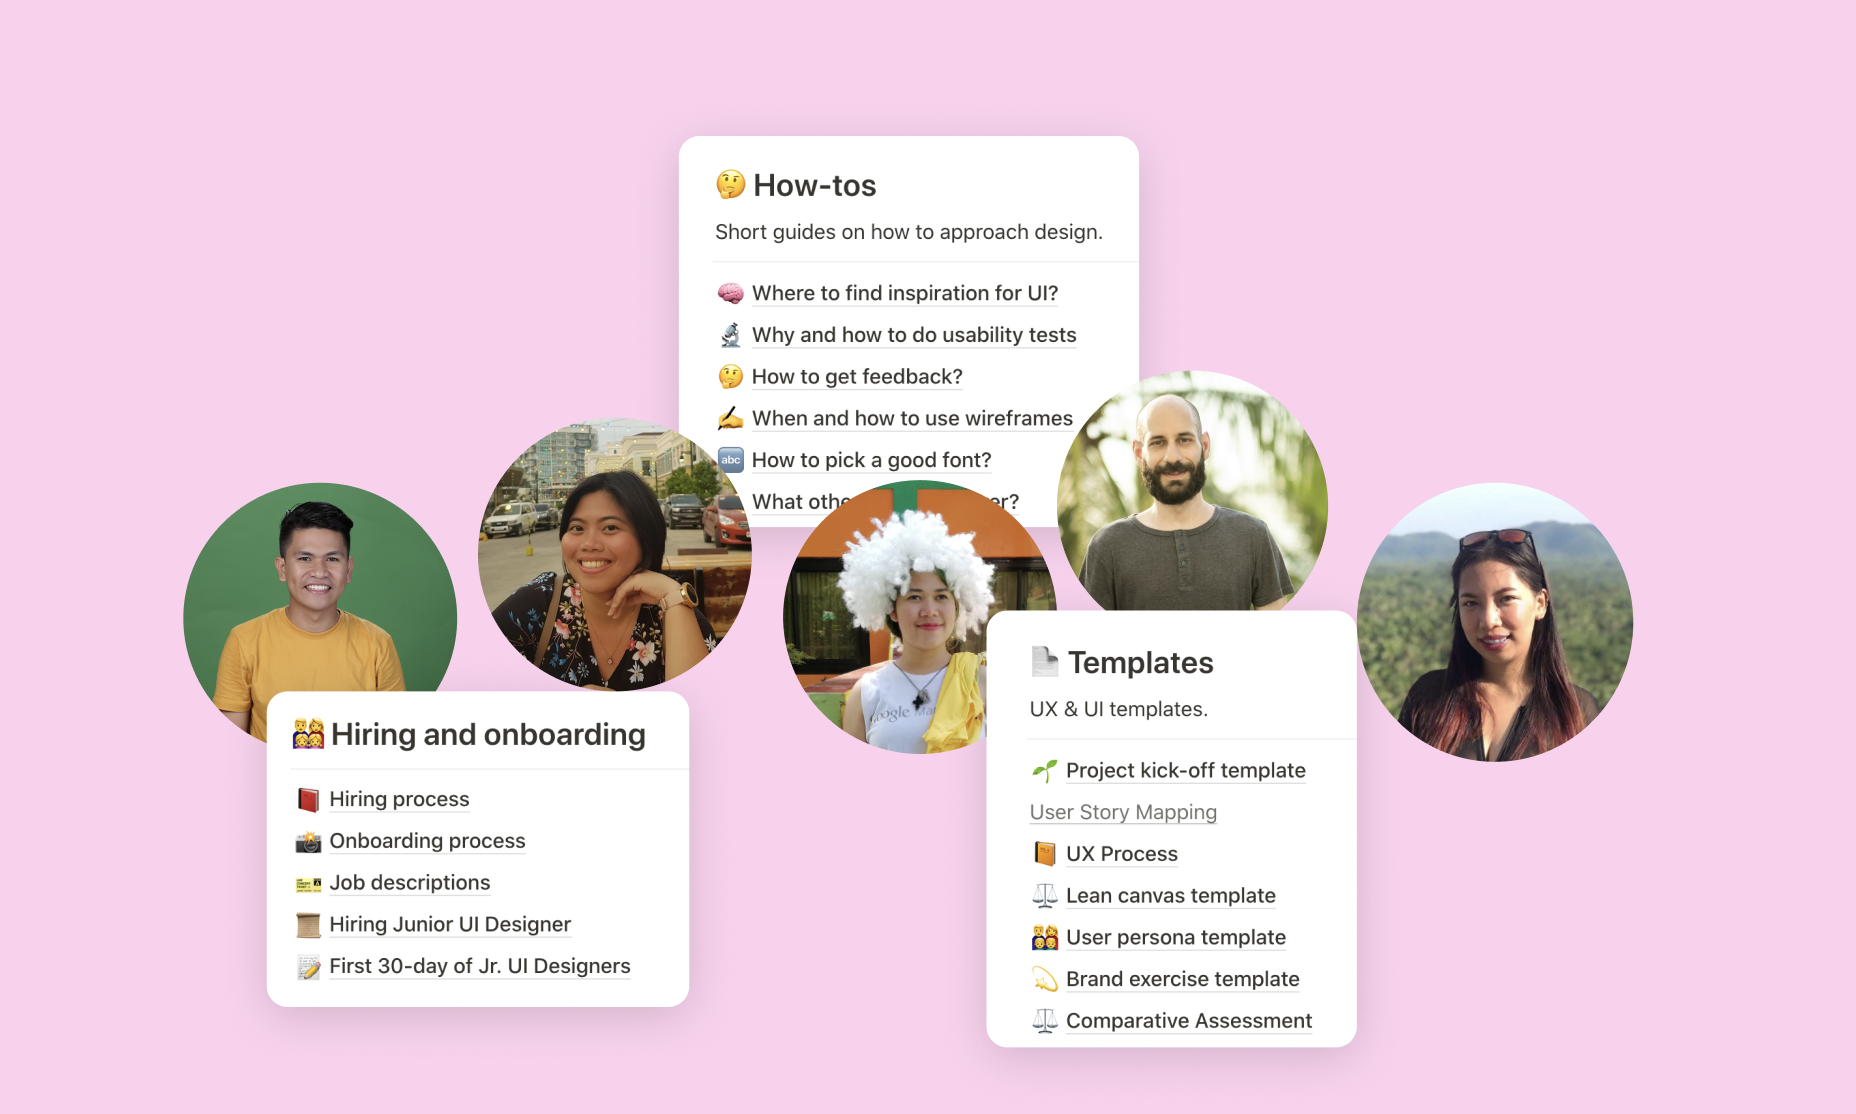 How-tos
Short guides on how to approach design.
Where to find inspiration for UI?
Why and how to do usability tests
How to get feedback?
When and how to use wireframes
abc
How to pick a good font?
What
Google
Hiring and onboarding
Hiring process
Onboarding process
Job descriptions
Hiring Junior UI Designer
First 30-day of Jr. UI Designers
Templates
UX & UI templates.
Project kick-off template
User Story Mapping
UX Process
Lean canvas template
User persona template
Brand exercise template
Comparative Assessment